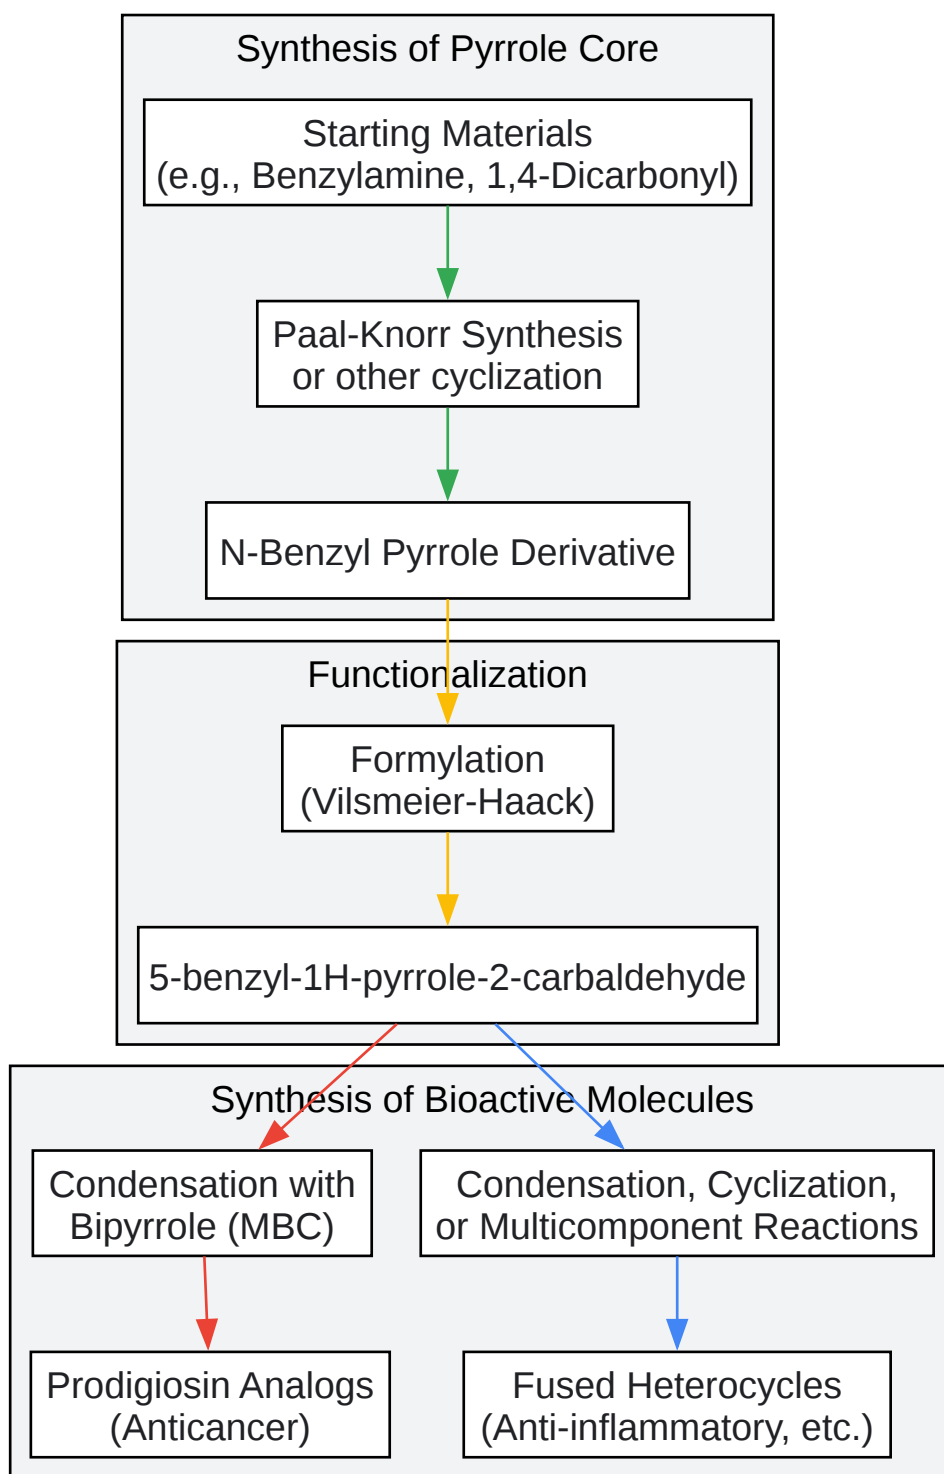 Synthesis of Pyrrole Core
Starting Materials
(e.g., Benzylamine, 1,4-Dicarbonyl)
Paal-Knorr Synthesis
or other cyclization
N-Benzyl Pyrrole Derivative
Functionalization
Formylation
(Vilsmeier-Haack)
5-benzyl-1H-pyrrole-2-carbaldehyde
Synthesis of Bioactive Molecules
Condensation with
Bipyrrole (MBC)
Condensation, Cyclization,
or Multicomponent Reactions
Prodigiosin Analogs
(Anticancer)
Fused Heterocycles
(Anti-inflammatory, etc.)